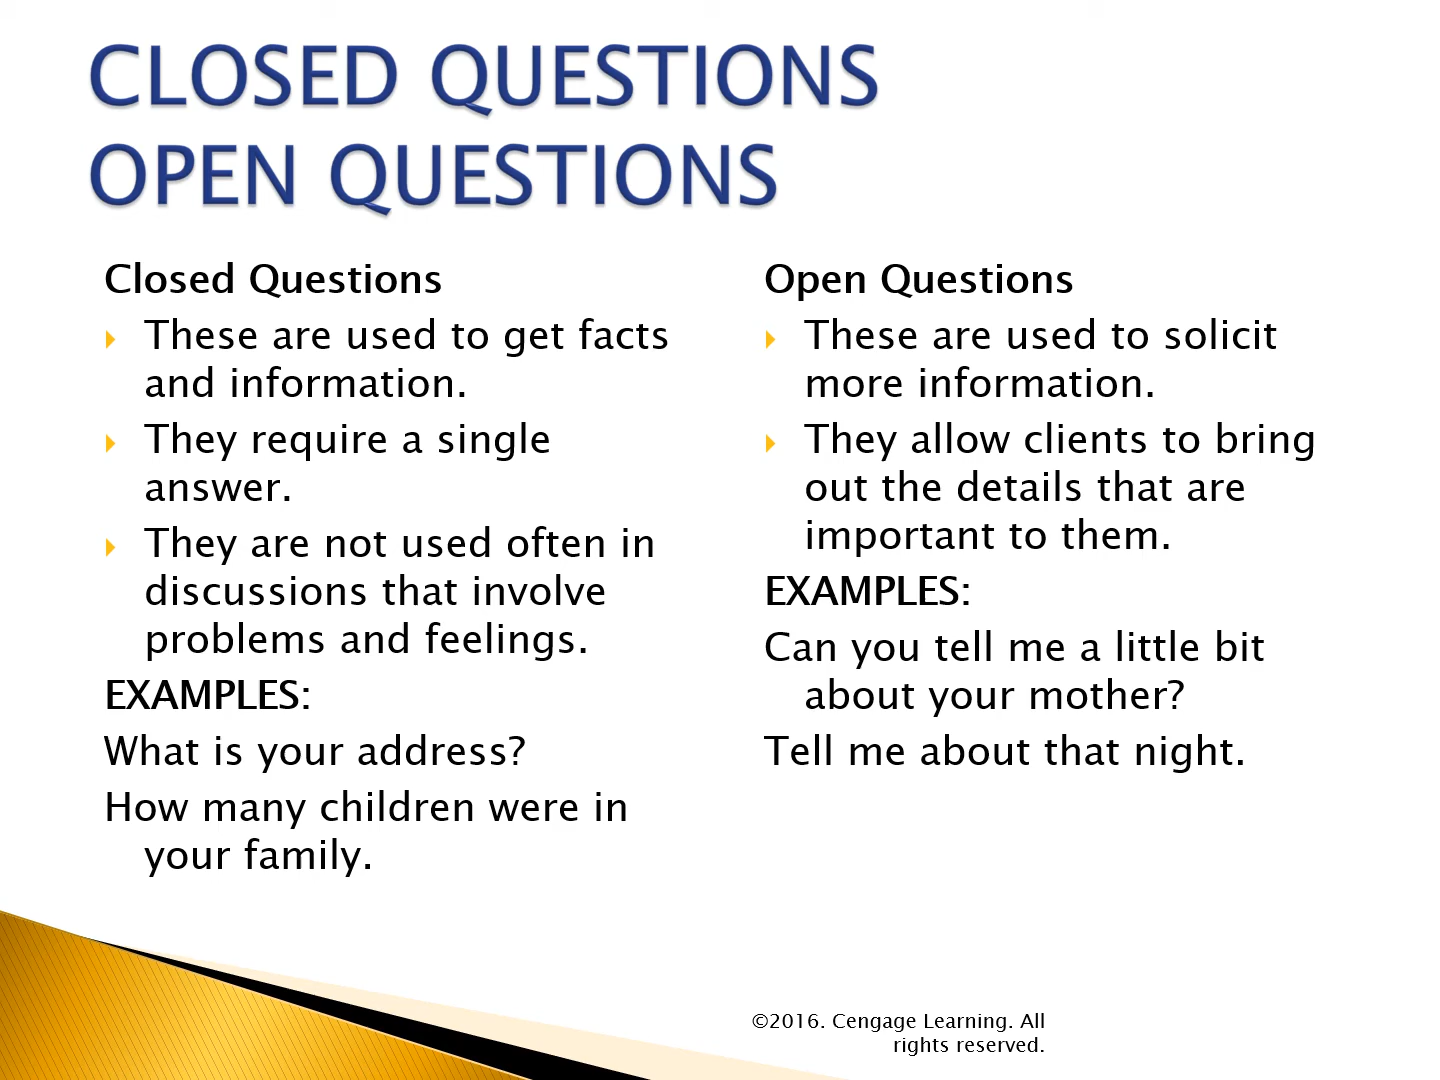 CLOSED QUESTIONS
OPEN QUESTIONS
Closed Questions
These are used to get facts
and information.
They require a single
answer.
They are not used often in
discussions that involve
problems and feelings.
EXAMPLES:
What is your address?
How many children were in
your family.
Open Questions
These are used to solicit
more information.
They allow clients to bring
out the details that are
important to them.
EXAMPLES:
Can you tell me a little bit
about your mother?
Tell me about that night.
©2016. Cengage Learning. All
rights reserved.